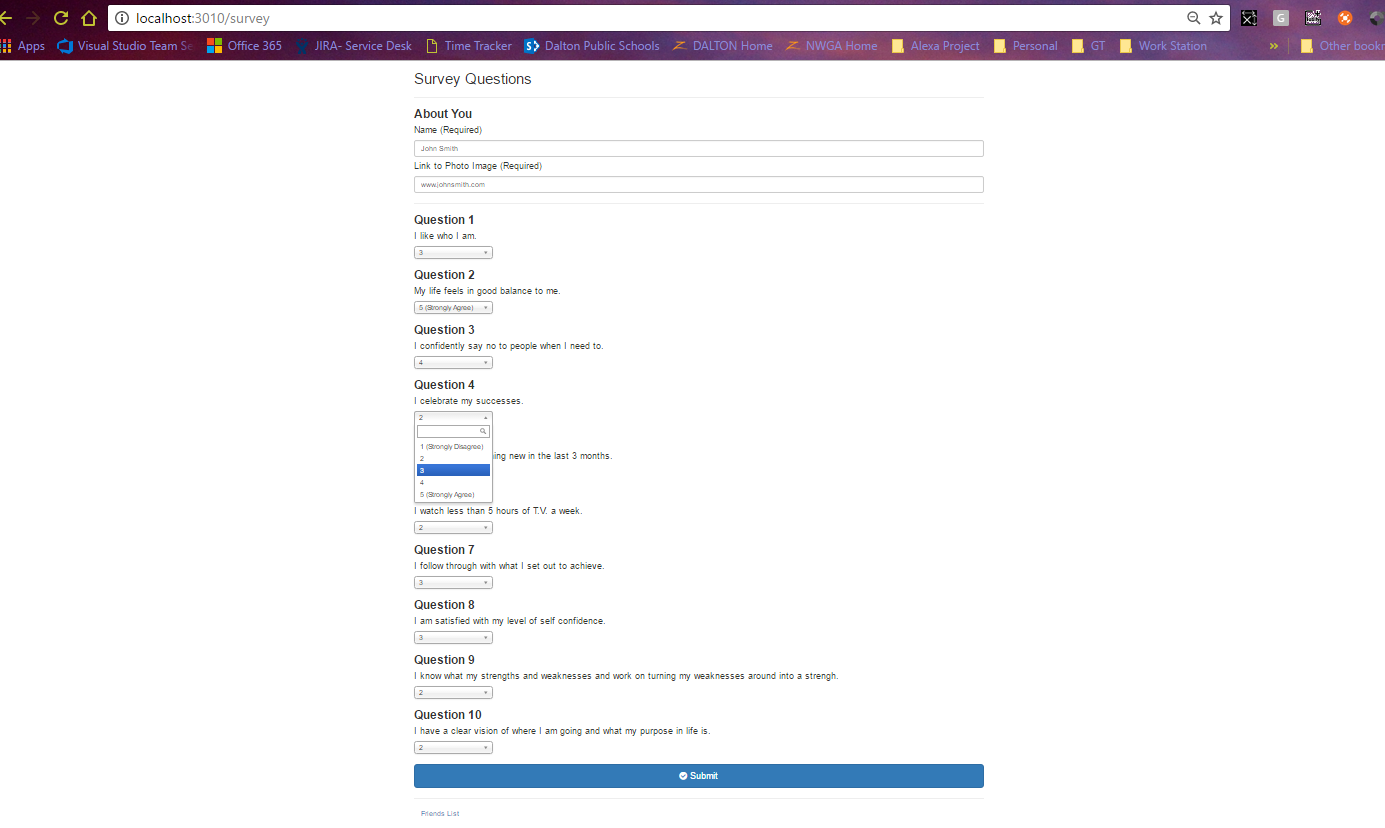 localhost:3010/survey
Apps Visual Studio Team Se Office 365 JIRA- Service Desk Time Tracker Dalton Public Schools DALTON Home NWGA Home Alexa Project Personal GT Work Station » Other bookr
Survey Questions
About You
Name (Required)
John Smith
Link to Photo Image (Required)
www.johnsmith.com
Question 1
I like who I am.
3
Question 2
My life feels in good balance to me.
5 (Strongly Agree)
Question 3
I confidently say no to people when I need to.
4
Question 4
I celebrate my successes.
2
1 (Strongly Disagree)
2
ing new in the last 3 months.
3
4
5 (Strongly Agree)
I watch less than 5 hours of T.V. a week.
2
Question 7
I follow through with what I set out to achieve.
3
Question 8
I am satisfied with my level of self confidence.
3
Question 9
I know what my strengths and weaknesses and work on turning my weaknesses around into a strengh.
2
Question 10
I have a clear vision of where I am going and what my purpose in life is.
2
Submit
Friends List